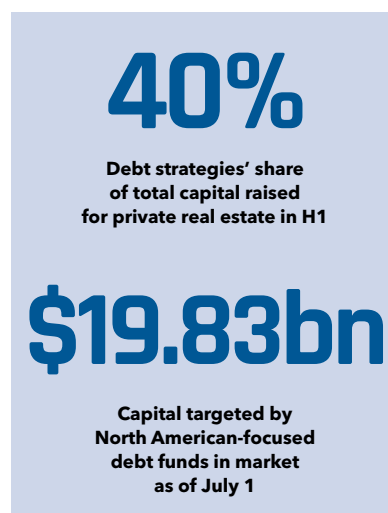 40%
Debt strategies’ share
of total capital raised
for private real estate in H1
$19.83bn
Capital targeted by
North American-focused
debt funds in market
as of July 1